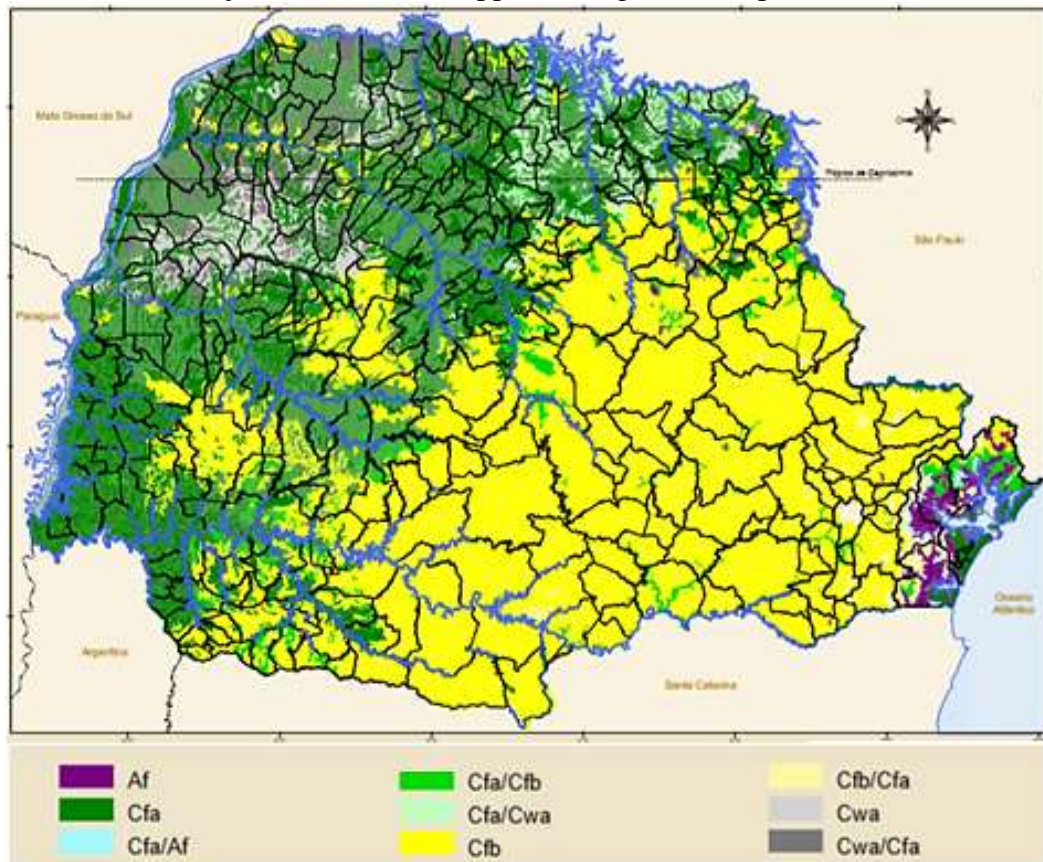 Mato Grosso do Sul
Trópico de Capricórnio
São Paulo
Paraguai
Oceano
Atlântico
Argentina
Santa Catarina
Af
Cfa
Cfa/Af
Cfa/Cfb
Cfa/Cwa
Cfb
Cfb/Cfa
Cwa
Cwa/Cfa